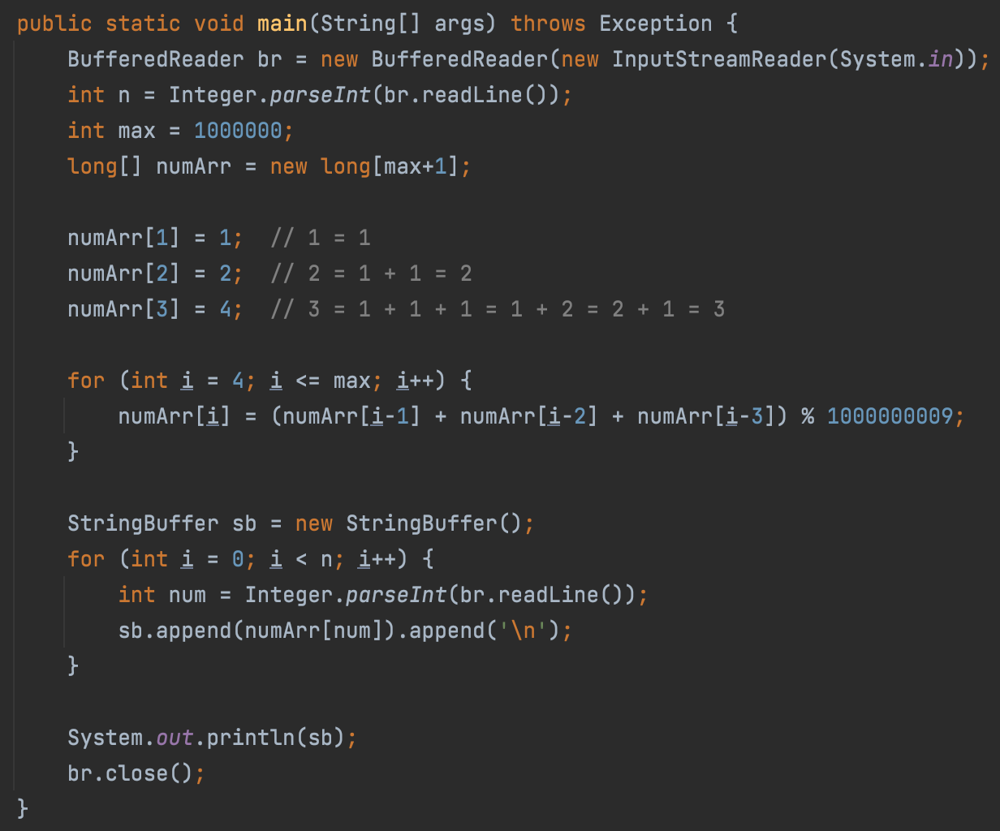 public static void main(String[] args) throws Exception {
    BufferedReader br = new BufferedReader(new InputStreamReader(System.in));
    int n = Integer.parseInt(br.readLine());
    int max = 1000000;
    long[] numArr = new long[max+1];

    numArr[1] = 1;  // 1 = 1
    numArr[2] = 2;  // 2 = 1 + 1 = 2
    numArr[3] = 4;  // 3 = 1 + 1 + 1 = 1 + 2 = 2 + 1 = 3

    for (int i = 4; i <= max; i++) {
        numArr[i] = (numArr[i-1] + numArr[i-2] + numArr[i-3]) % 1000000009;
    }

    StringBuffer sb = new StringBuffer();
    for (int i = 0; i < n; i++) {
        int num = Integer.parseInt(br.readLine());
        sb.append(numArr[num]).append('\n');
    }

    System.out.println(sb);
    br.close();
}